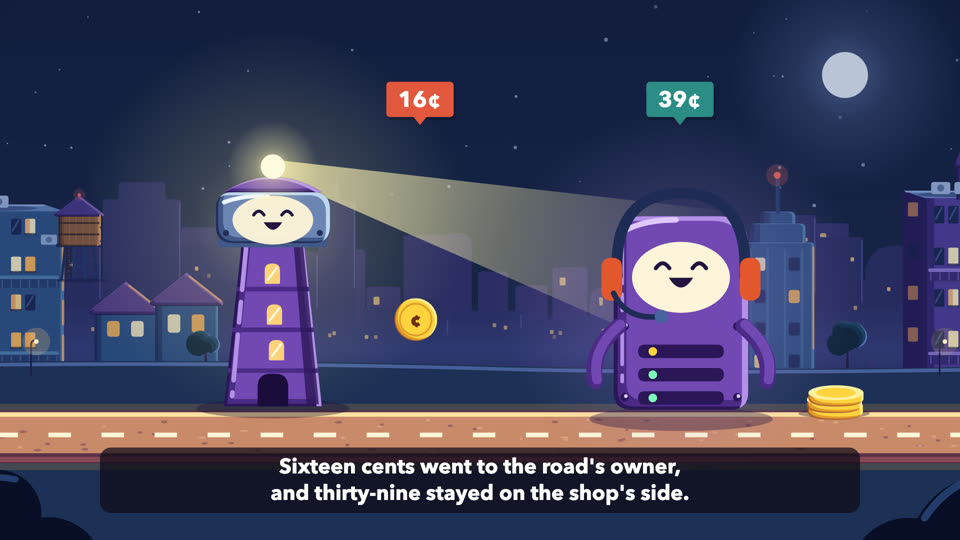 16¢
39¢
¢
Sixteen cents went to the road's owner,
and thirty-nine stayed on the shop's side.